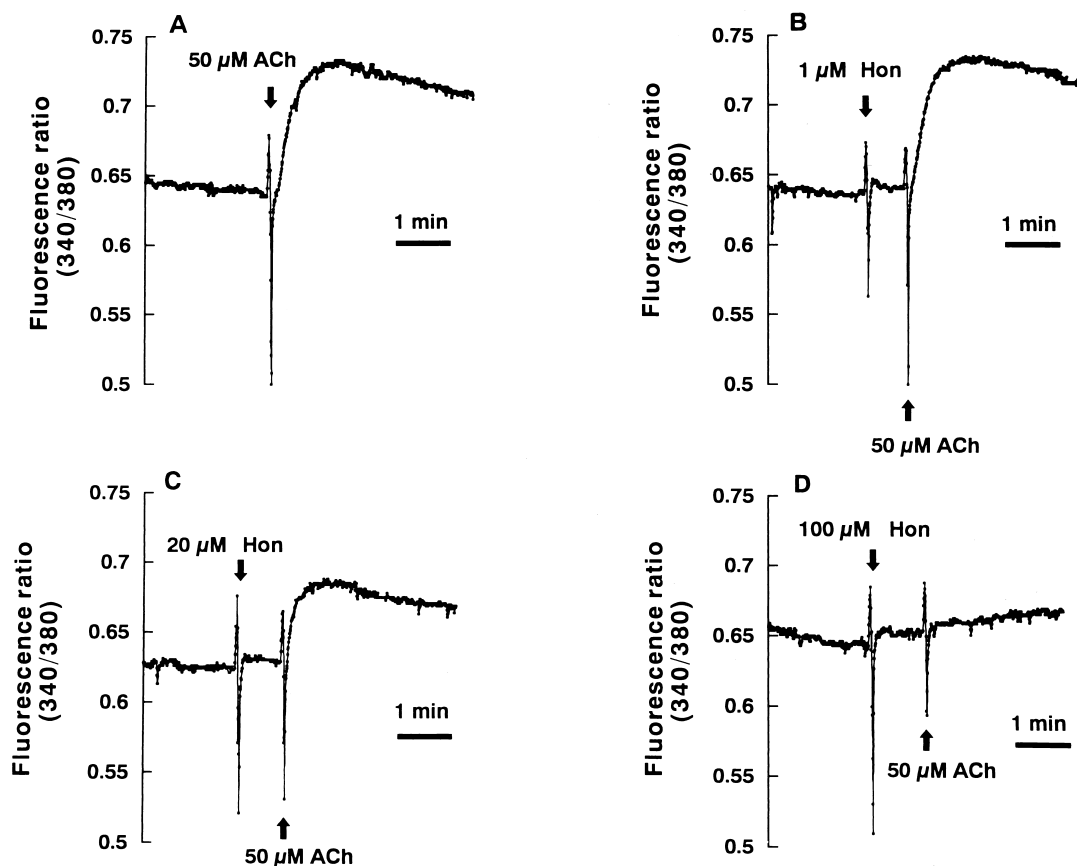 A
0.75
50 µM ACh
0.7
0.65
1 min
0.6
0.55
0.5
Fluorescence ratio
(340/380)
B
0.75
1 µM Hon
0.7
0.65
1 min
0.6
0.55
0.5
50 µM ACh
Fluorescence ratio
(340/380)
C
0.75
20 µM Hon
0.7
0.65
0.6
1 min
0.55
0.5
50 µM ACh
Fluorescence ratio
(340/380)
D
0.75
100 µM Hon
0.7
0.65
0.6
1 min
50 µM ACh
0.55
0.5
Fluorescence ratio
(340/380)